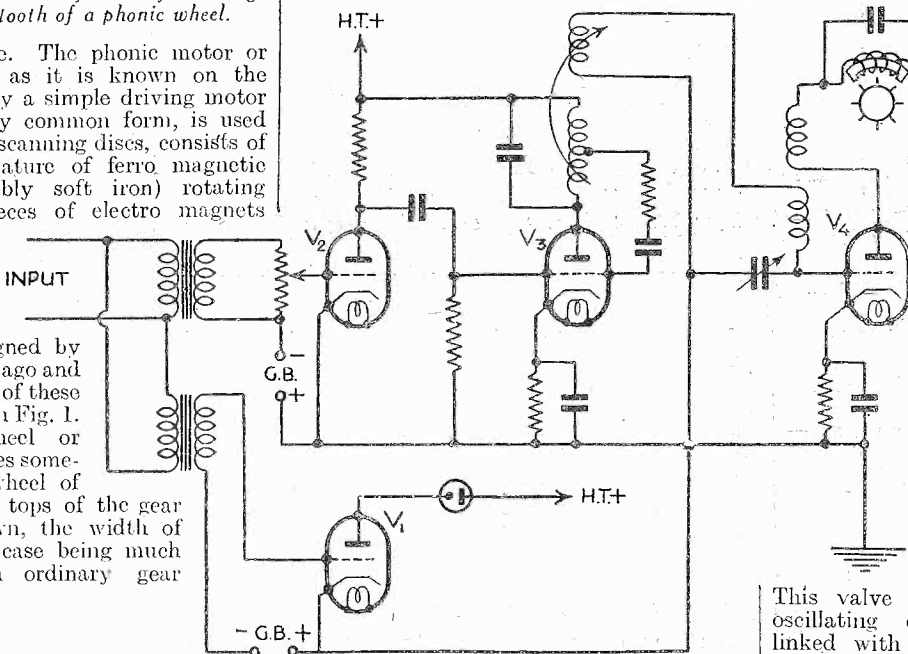 Tooth of a phonic wheel.
e. The phonic motor or
as it is known on the
y a simple driving motor
y common form, is used
scanning discs, consists of
ature of ferro magnetic
bly soft iron) rotating
eces of electro magnets
H.T.+
V2
V3
V4
INPUT
-
G.B.
+
gned by
ago and
of these
n Fig. 1.
heel or
es some-
heel of
tops of the gear
wn, the width of
case being much
n ordinary gear
V1
H.T.+
- G.B. +
This valve
oscillating
linked with